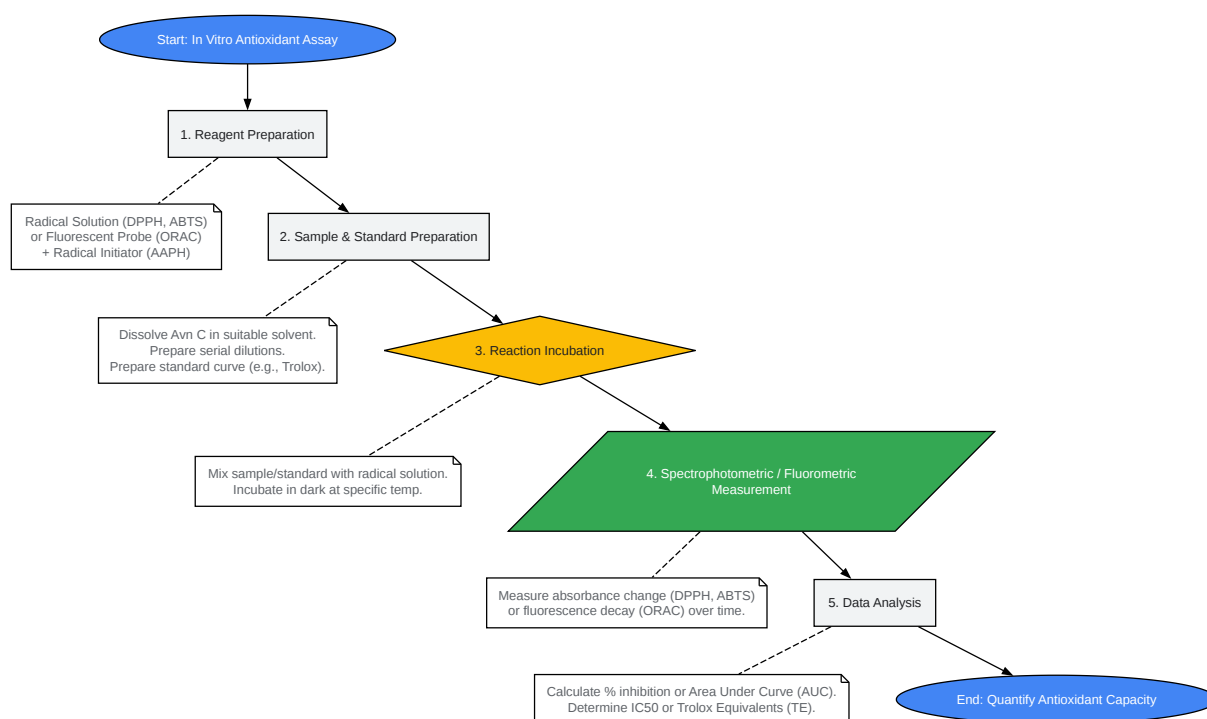 Start: In Vitro Antioxidant Assay
1. Reagent Preparation
Radical Solution (DPPH, ABTS)
or Fluorescent Probe (ORAC)
+ Radical Initiator (AAPH)
2. Sample & Standard Preparation
Dissolve Avn C in suitable solvent.
Prepare serial dilutions.
Prepare standard curve (e.g., Trolox).
3. Reaction Incubation
Mix sample/standard with radical solution.
Incubate in dark at specific temp.
4. Spectrophotometric / Fluorometric
Measurement
Measure absorbance change (DPPH, ABTS)
or fluorescence decay (ORAC) over time.
5. Data Analysis
Calculate % inhibition or Area Under Curve (AUC).
Determine IC50 or Trolox Equivalents (TE).
End: Quantify Antioxidant Capacity